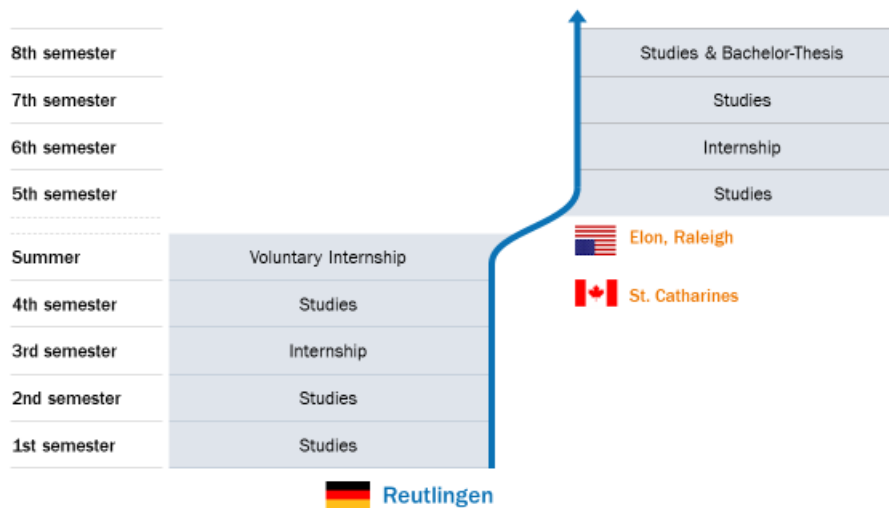 8th semester Studies & Bachelor-Thesis
7th semester Studies
6th semester Internship
5th semester Studies
Elon, Raleigh
Summer Voluntary Internship
St. Catharines
4th semester Studies
3rd semester Internship
2nd semester Studies
1st semester Studies
Reutlingen